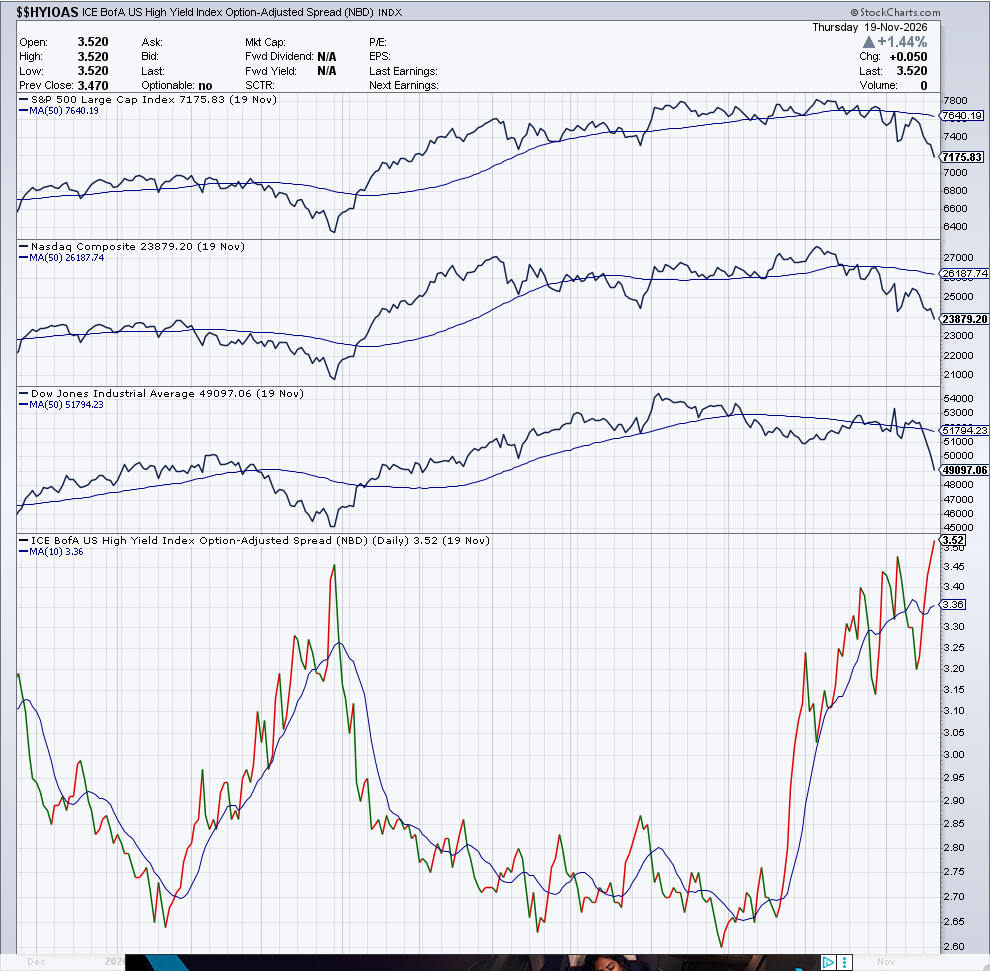 $$HYIOAS ICE BofA US High Yield Index Option-Adjusted Spread (NBD) INDX
© StockCharts.com
Thursday 19-Nov-2026
Open: 3.520 Ask: Mkt Cap: P/E: +1.44%
High: 3.520 Bid: Fwd Dividend: N/A EPS: Chg: +0.050
Low: 3.520 Last: Fwd Yield: N/A Last Earnings: Last: 3.520
Prev Close: 3.470 Optionable: no SCTR: Next Earnings: Volume: 0
S&P 500 Large Cap Index 7175.83 (19 Nov)
MA(50) 7640.19
7800
7640.19
7400
7175.83
7000
6800
6600
6400
Nasdaq Composite 23879.20 (19 Nov)
MA(50) 26187.74
27000
26187.74
25000
23879.20
23000
22000
21000
Dow Jones Industrial Average 49097.06 (19 Nov)
MA(50) 51794.23
54000
53000
51794.23
51000
50000
49097.06
48000
47000
46000
45000
ICE BofA US High Yield Index Option-Adjusted Spread (NBD) (Daily) 3.52 (19 Nov)
MA(10) 3.36
3.52
3.50
3.45
3.40
3.36
3.30
3.25
3.20
3.15
3.10
3.05
3.00
2.95
2.90
2.85
2.80
2.75
2.70
2.65
2.60
Dec Nov